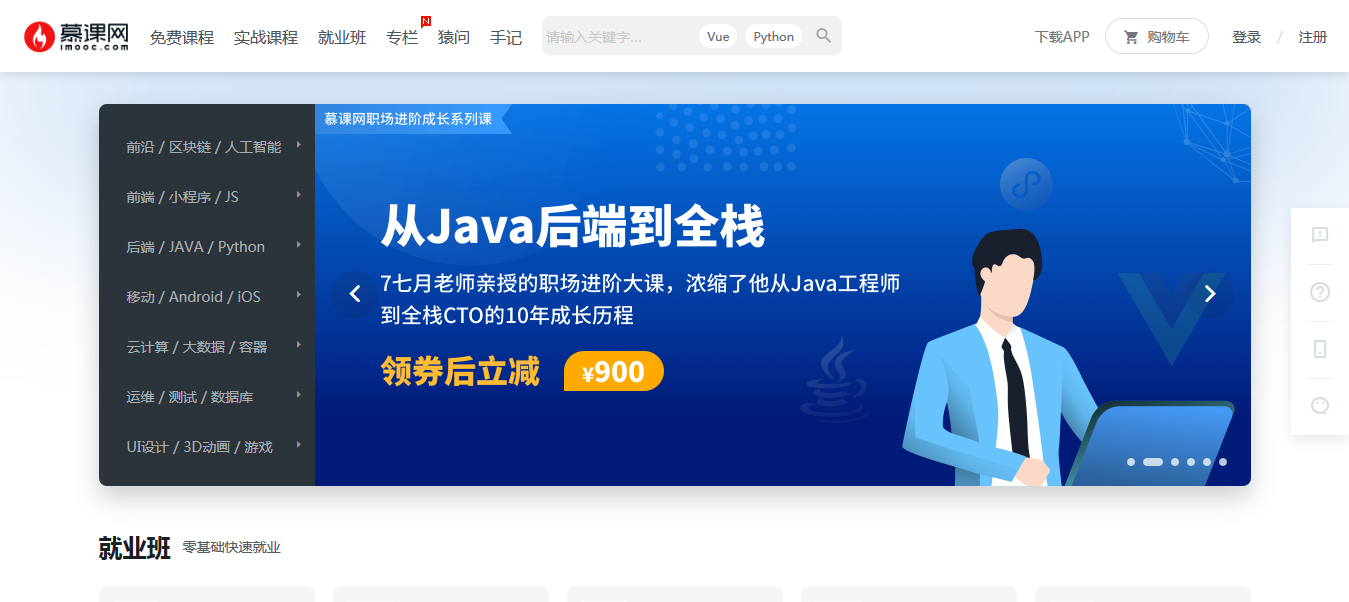 慕课网
imooc.com
免费课程 实战课程 就业班 专栏 N 猿问 手记
请输入关键字... Vue Python
下载APP 购物车 登录 / 注册
前沿 / 区块链 / 人工智能
前端 / 小程序 / JS
后端 / JAVA / Python
移动 / Android / iOS
云计算 / 大数据 / 容器
运维 / 测试 / 数据库
UI设计 / 3D动画 / 游戏
慕课网职场进阶成长系列课
从Java后端到全栈
7七月老师亲授的职场进阶大课，浓缩了他从Java工程师
到全栈CTO的10年成长历程
领券后立减 ¥900
就业班 零基础快速就业